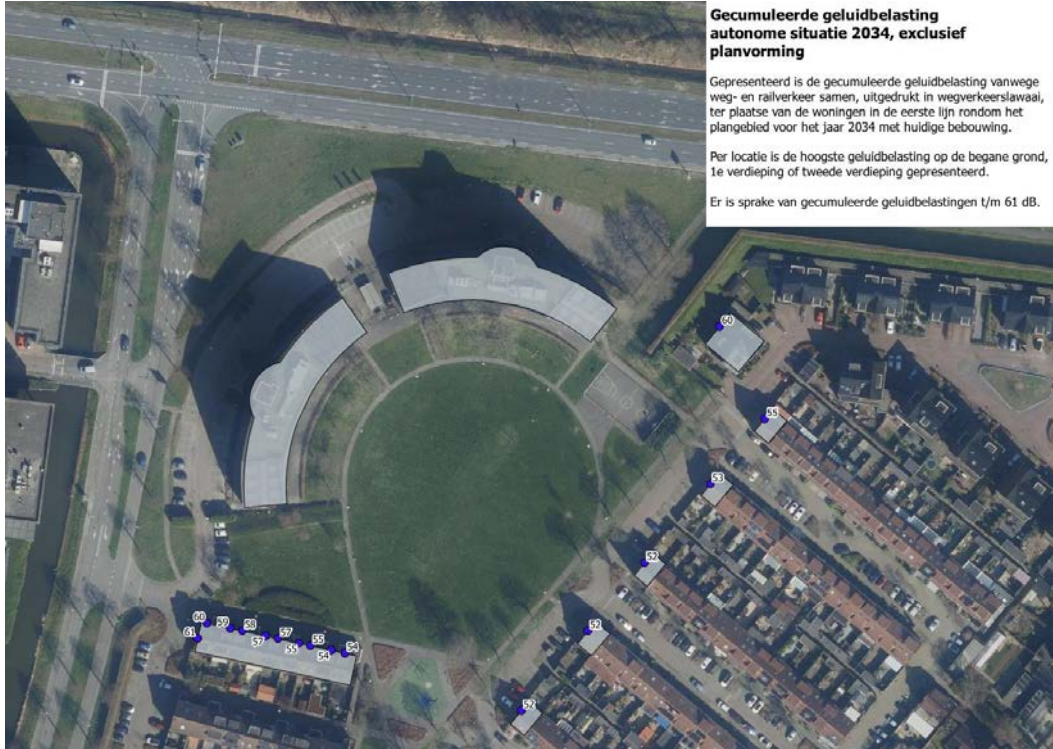 Gecumuleerde geluidbelasting
autonome situatie 2034, exclusief
planvorming
Gepresenteerd is de gecumuleerde geluidbelasting vanwege
weg- en railverkeer samen, uitgedrukt in wegverkeerslawaai,
ter plaatse van de woningen in de eerste lijn rondom het
plangebied voor het jaar 2034 met huidige bebouwing.
Per locatie is de hoogste geluidbelasting op de begane grond,
1e verdieping of tweede verdieping gepresenteerd.
Er is sprake van gecumuleerde geluidbelastingen t/m 61 dB.
60
55
53
52
52
52
60
61
59
58
57
57
55
55
54
54